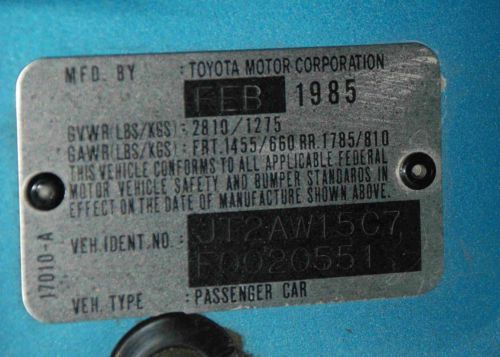 MFD. BY : TOYOTA MOTOR CORPORATION
FEB 1985
GVWR(LBS/KGS) : 2810/1275
GAWR(LBS/KGS) : FRT.1455/660 RR.1785/810
THIS VEHICLE CONFORMS TO ALL APPLICABLE FEDERAL
MOTOR VEHICLE SAFETY AND BUMPER STANDARDS IN
EFFECT ON THE DATE OF MANUFACTURE SHOWN ABOVE.
VEH.IDENT.NO. : JT2AW15C7
F0020551
VEH. TYPE : PASSENGER CAR
17010-A